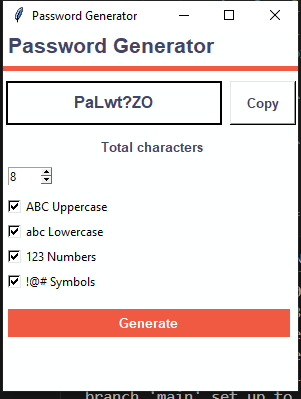 Password Generator
Password Generator
PaLwt?ZO
Copy
Total characters
8
ABC Uppercase
abc Lowercase
123 Numbers
!@# Symbols
Generate
branch 'main' set up to